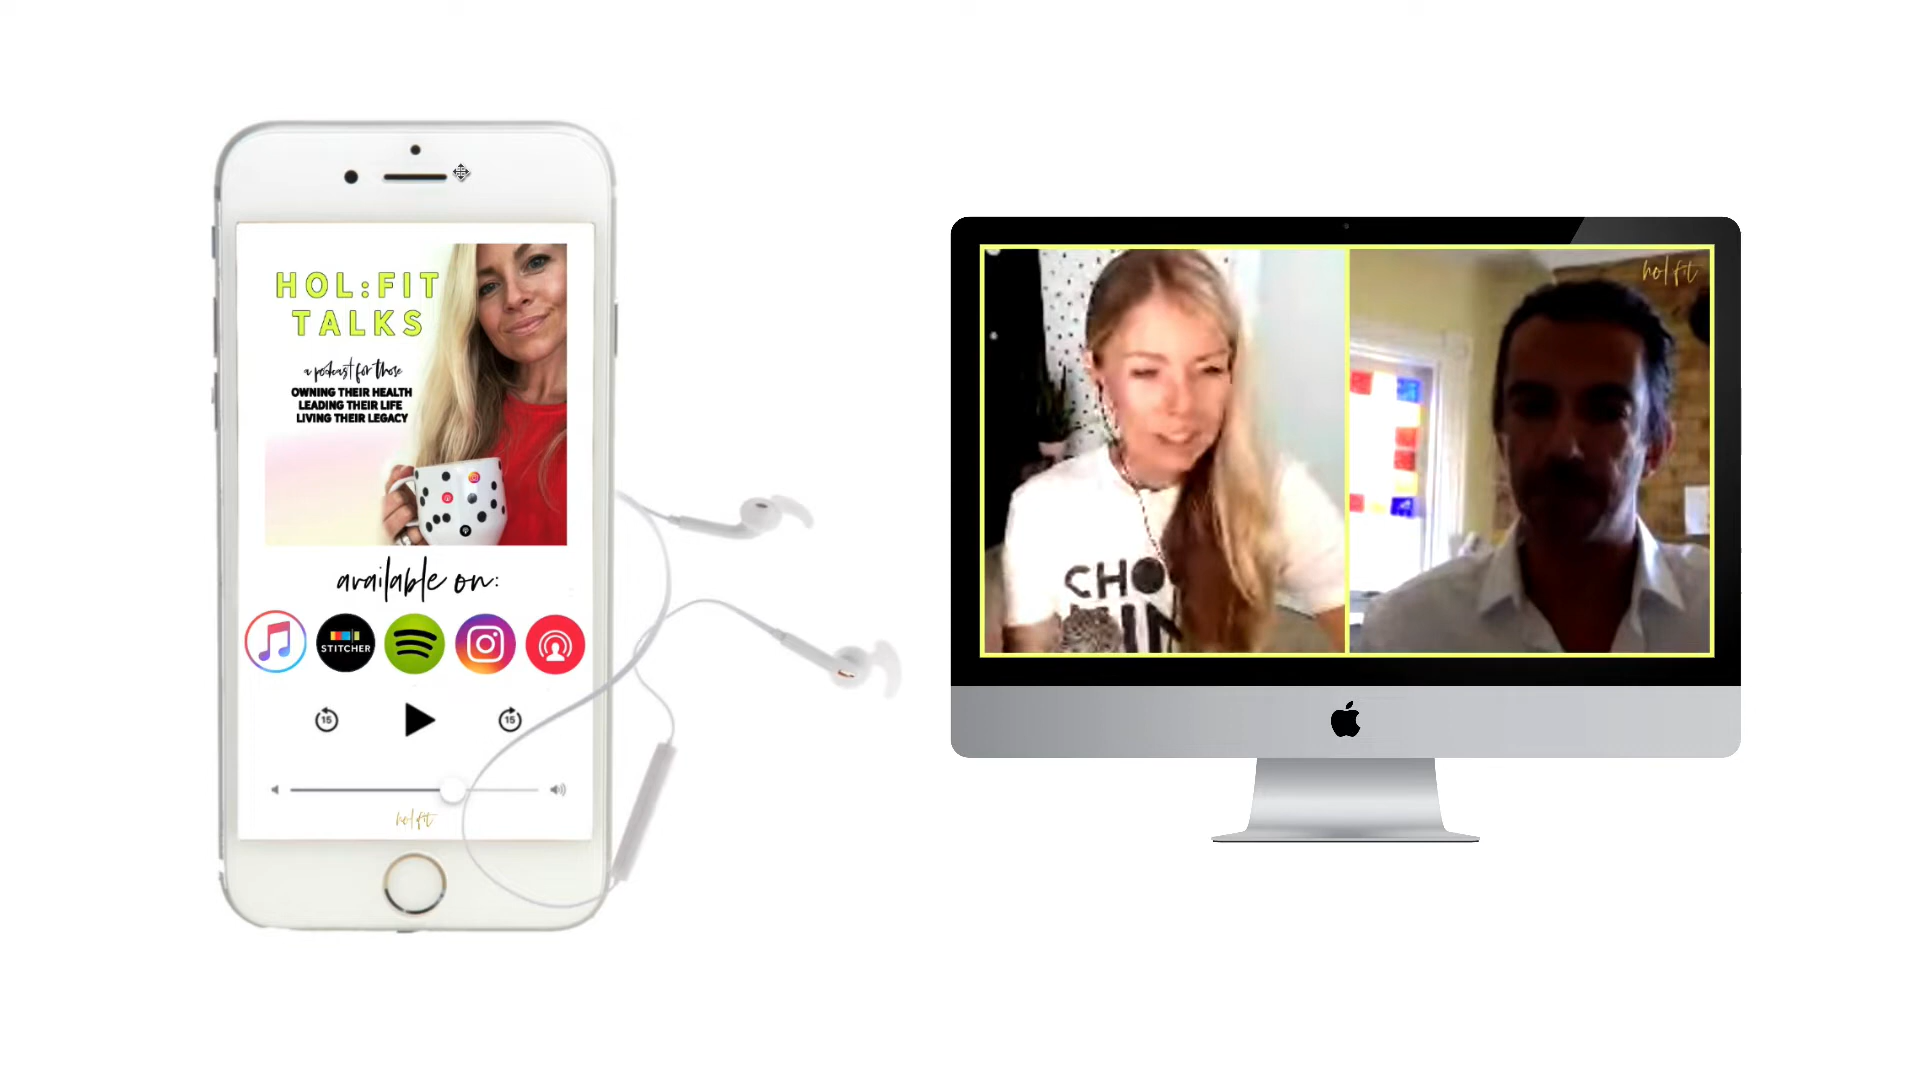 HOL:FIT
TALKS
a podcast for those
OWNING THEIR HEALTH
LEADING THEIR LIFE
LIVING THEIR LEGACY
available on:
STITCHER
15
15
hol:fit
hol:fit
CHO
IN